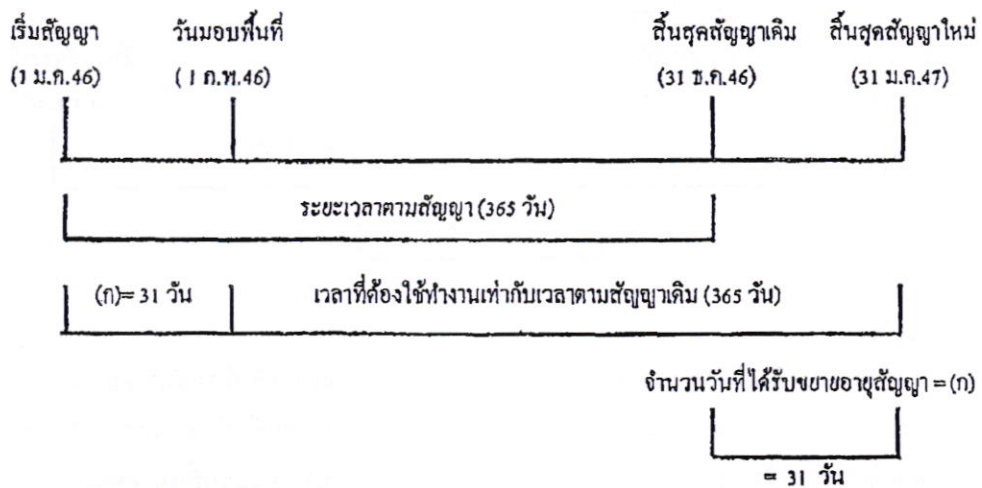 เริ่มสัญญา วันมอบพื้นที่ สิ้นสุดสัญญาเดิม สิ้นสุดสัญญาใหม่
(1 ม.ค.46) (1 ก.พ.46) (31 ธ.ค.46) (31 ม.ค.47)
ระยะเวลาตามสัญญา (365 วัน)
(ก)= 31 วัน เวลาที่ต้องใช้ทำงานเท่ากับเวลาตามสัญญาเดิม (365 วัน)
จำนวนวันที่ได้รับขยายอายุสัญญา = (ก)
= 31 วัน